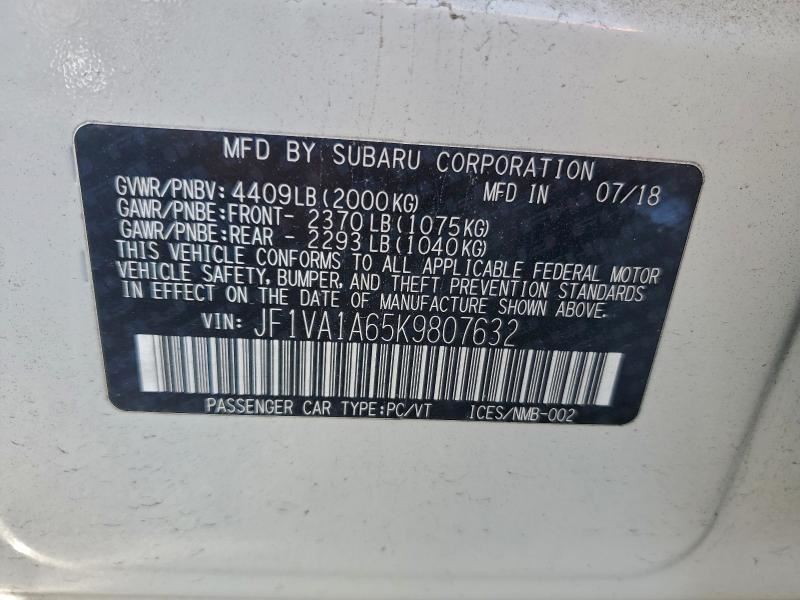 MFD BY SUBARU CORPORATION
GVWR/PNBV: 4409LB(2000KG) MFD IN 07/18
GAWR/PNBE:FRONT- 2370 LB(1075KG)
GAWR/PNBE:REAR - 2293 LB(1040KG)
THIS VEHICLE CONFORMS TO ALL APPLICABLE FEDERAL MOTOR
VEHICLE SAFETY, BUMPER, AND THEFT PREVENTION STANDARDS
IN EFFECT ON THE DATE OF MANUFACTURE SHOWN ABOVE.
VIN: JF1VA1A65K9807632
PASSENGER CAR TYPE:PC/VT ICES/NMB-002